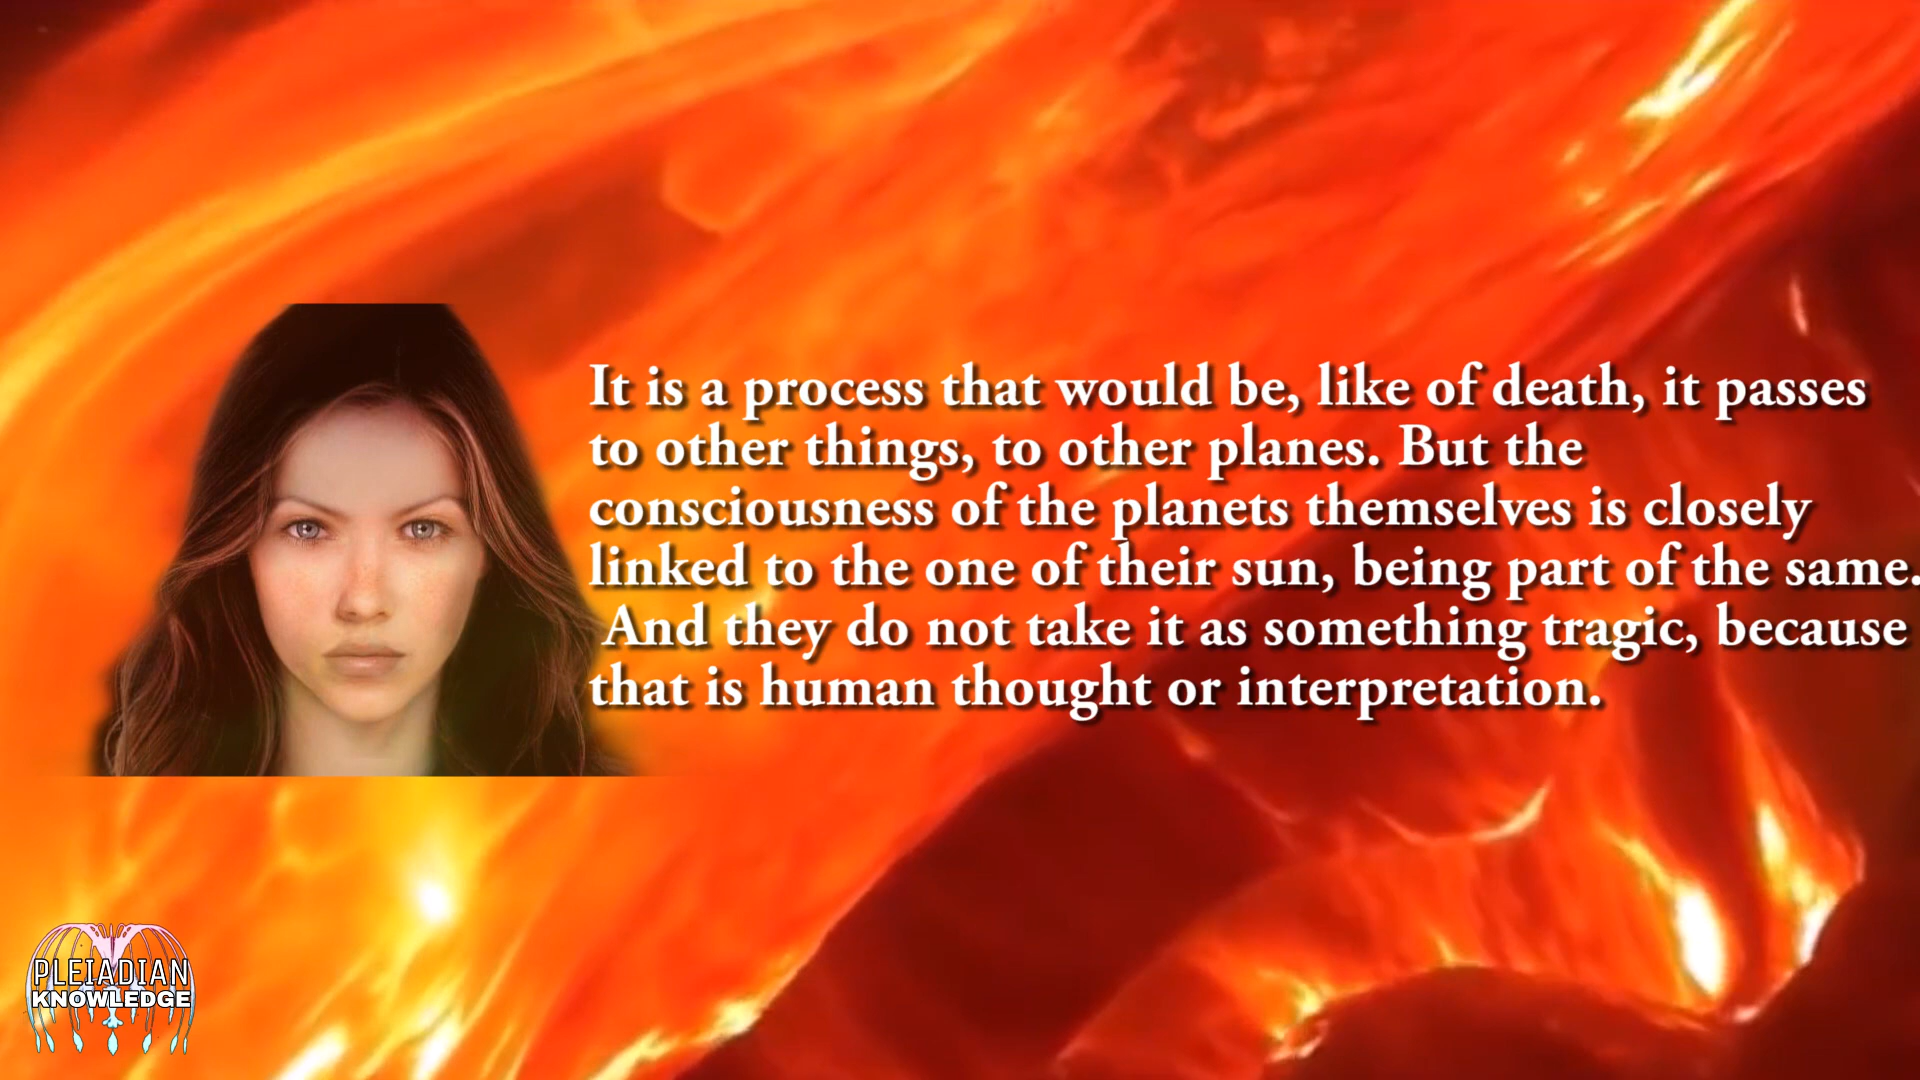 It is a process that would be, like of death, it passes
to other things, to other planes. But the
consciousness of the planets themselves is closely
linked to the one of their sun, being part of the same.
And they do not take it as something tragic, because
that is human thought or interpretation.
PLEIADIAN
KNOWLEDGE